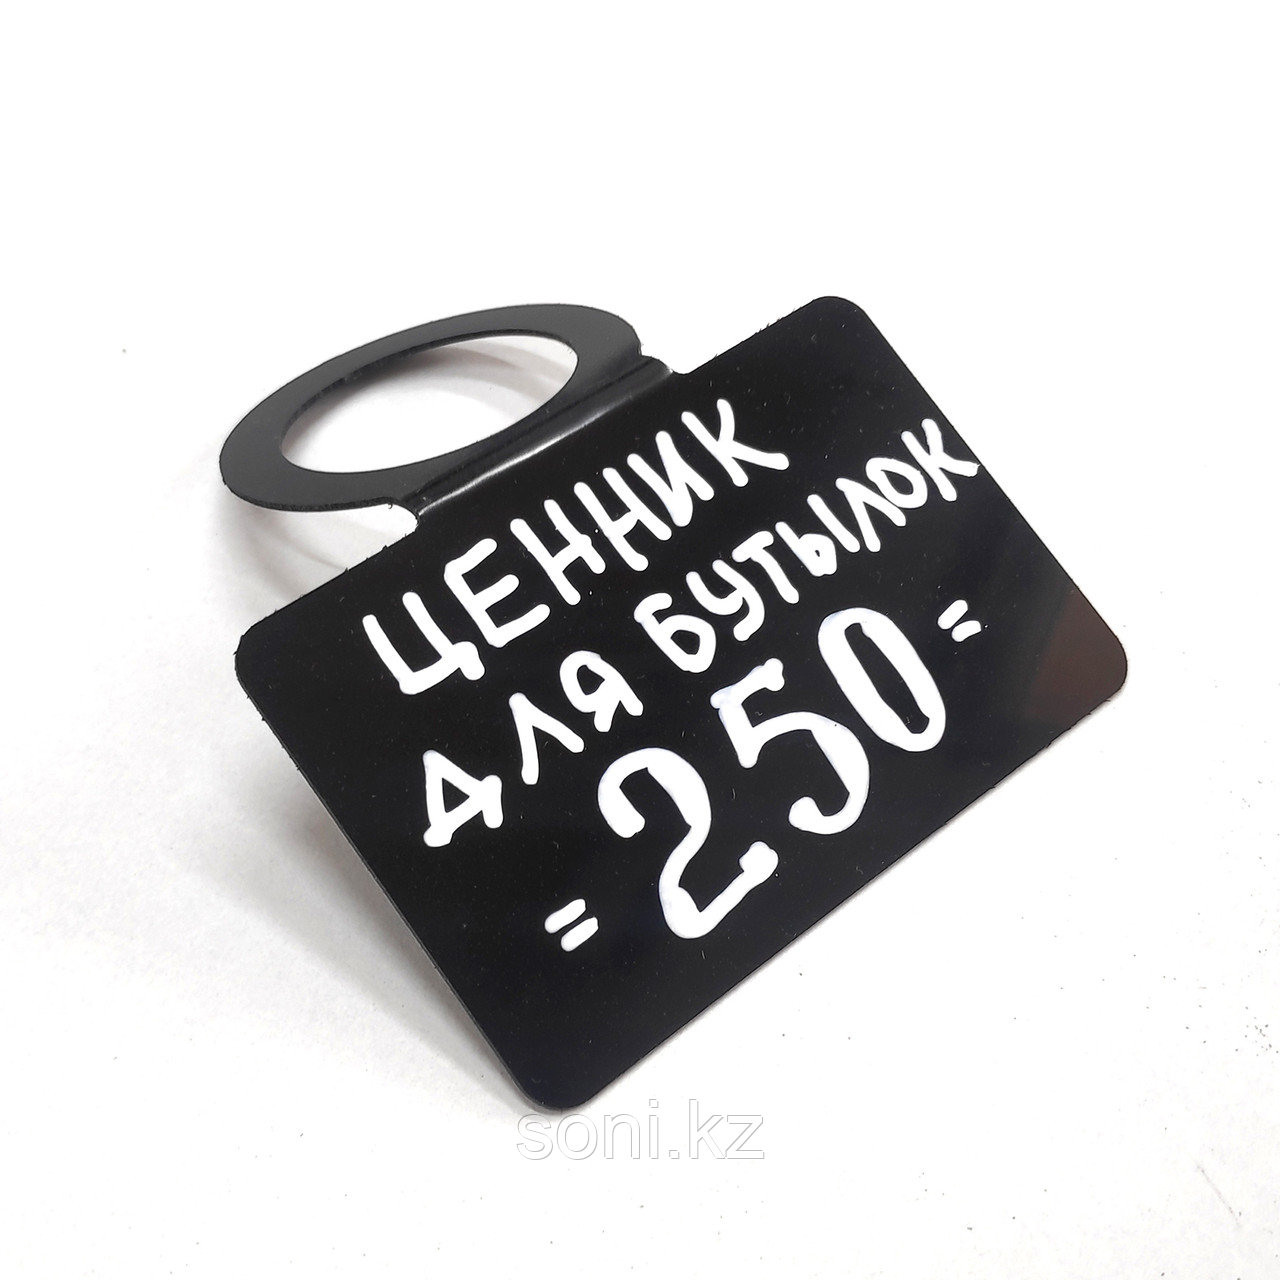 ЦЕННИК
ДЛЯ БУТЫЛОК
=250=
soni.kz